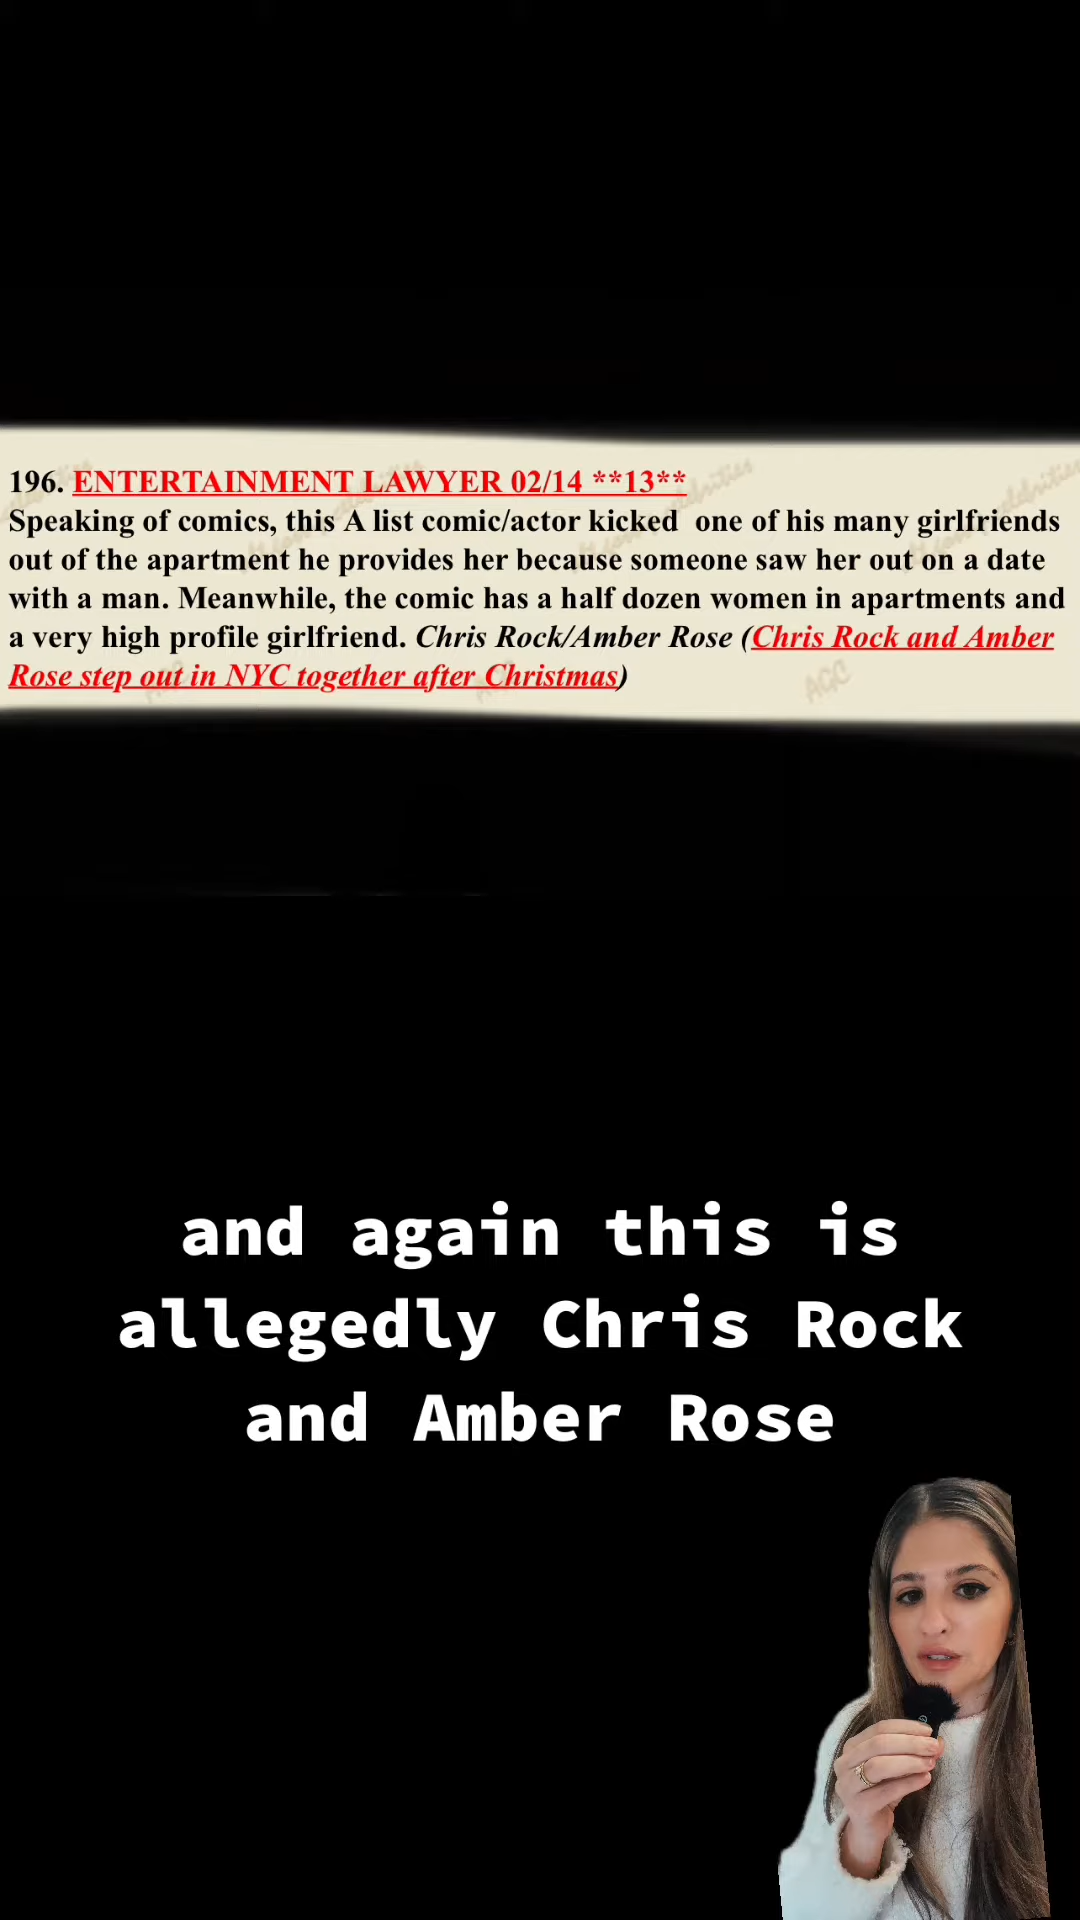 196. ENTERTAINMENT LAWYER 02/14 **13**
Speaking of comics, this A list comic/actor kicked  one of his many girlfriends
out of the apartment he provides her because someone saw her out on a date
with a man. Meanwhile, the comic has a half dozen women in apartments and
a very high profile girlfriend. Chris Rock/Amber Rose (Chris Rock and Amber
Rose step out in NYC together after Christmas)
AGC
and again this is
allegedly Chris Rock
and Amber Rose